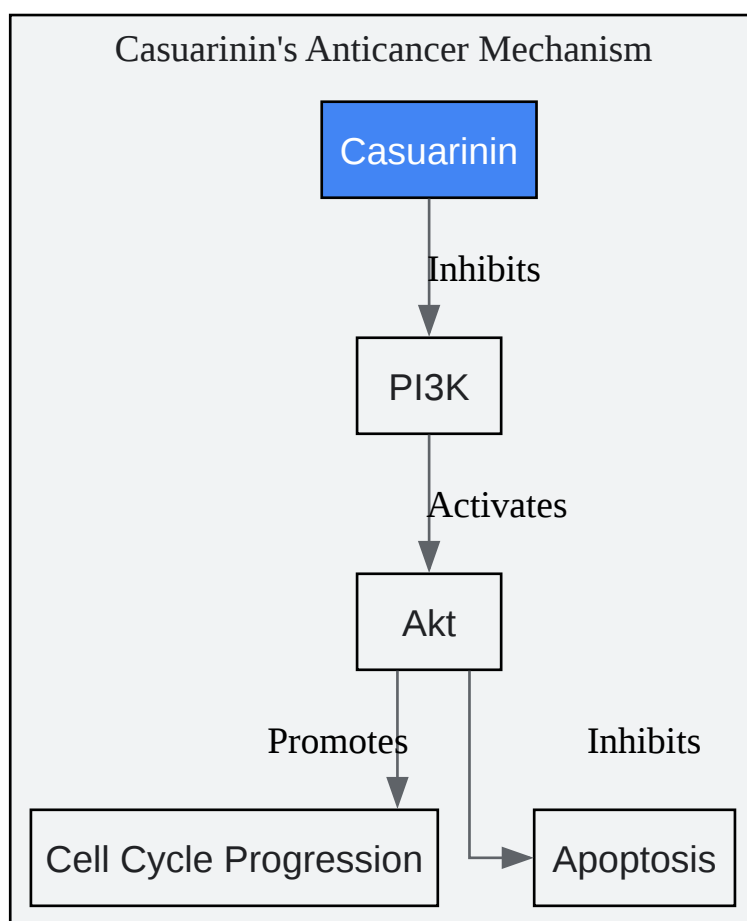 Casuarinin's Anticancer Mechanism
Casuarinin
Inhibits
PI3K
Activates
Akt
Promotes
Inhibits
Cell Cycle Progression
Apoptosis